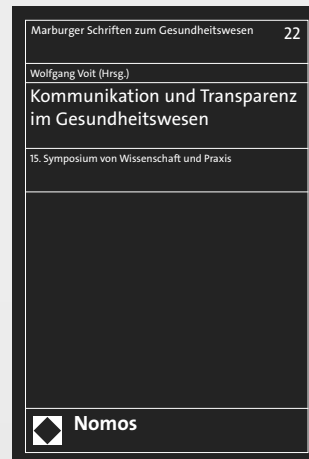 Marburger Schriften zum Gesundheitswesen 22
Wolfgang Voit (Hrsg.)
Kommunikation und Transparenz
im Gesundheitswesen
15. Symposium von Wissenschaft und Praxis
Nomos